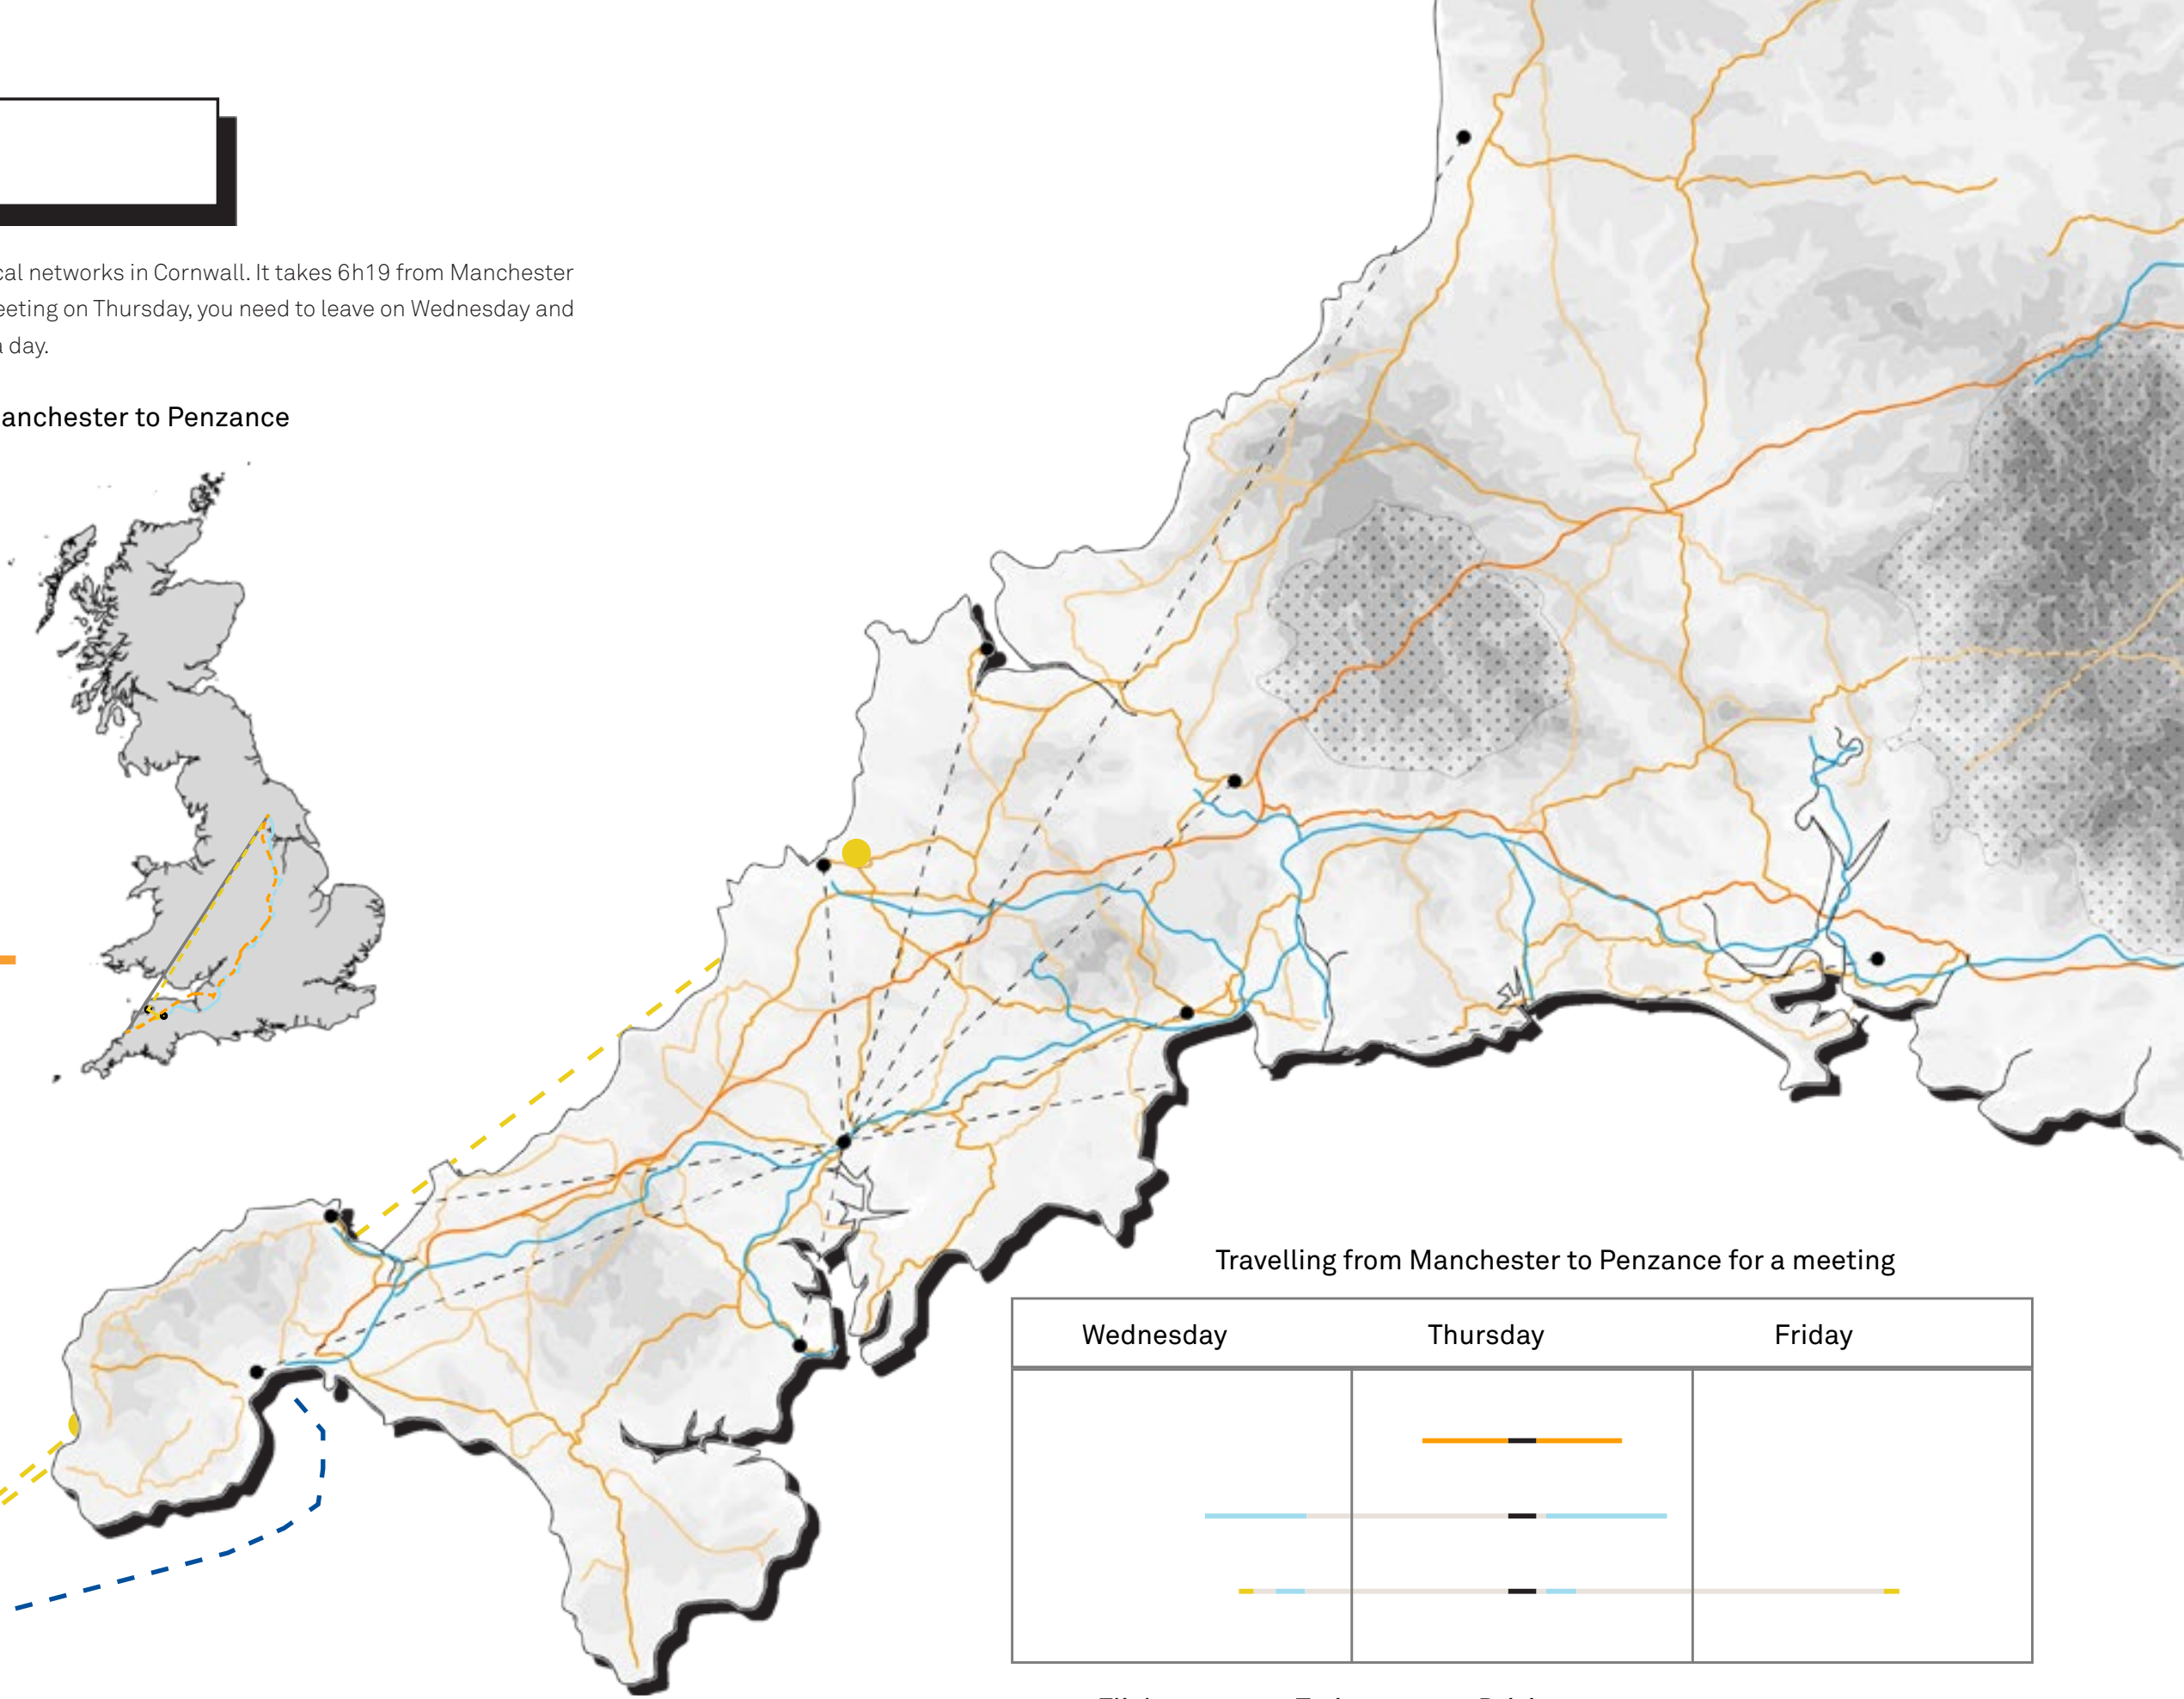 cal networks in Cornwall. It takes 6h19 from Manchester
eeting on Thursday, you need to leave on Wednesday and
a day.
anchester to Penzance
Travelling from Manchester to Penzance for a meeting
Wednesday Thursday Friday